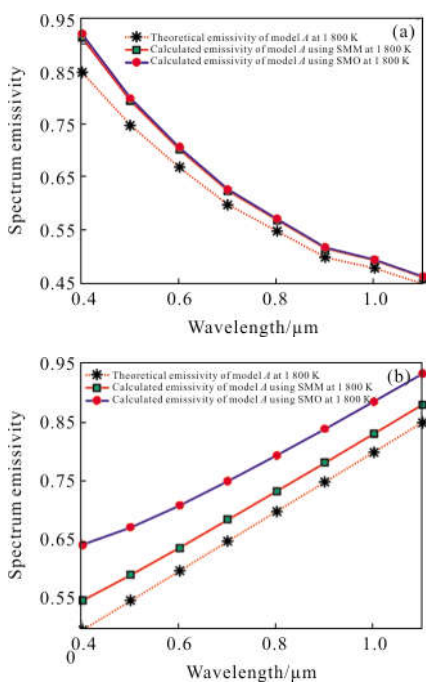 (a)
Theoretical emissivity of model A at 1 800 K
Calculated emissivity of model A using SMM at 1 800 K
Calculated emissivity of model A using SMO at 1 800 K
0.95
0.85
0.75
0.65
0.55
0.45
Spectrum emissivity
0.4 0.6 0.8 1.0
Wavelength/μm
(b)
Theoretical emissivity of model A at 1 800 K
Calculated emissivity of model A using SMM at 1 800 K
Calculated emissivity of model A using SMO at 1 800 K
0.95
0.85
0.75
0.65
0.55
Spectrum emissivity
0.4 0.6 0.8 1.0
0
Wavelength/μm